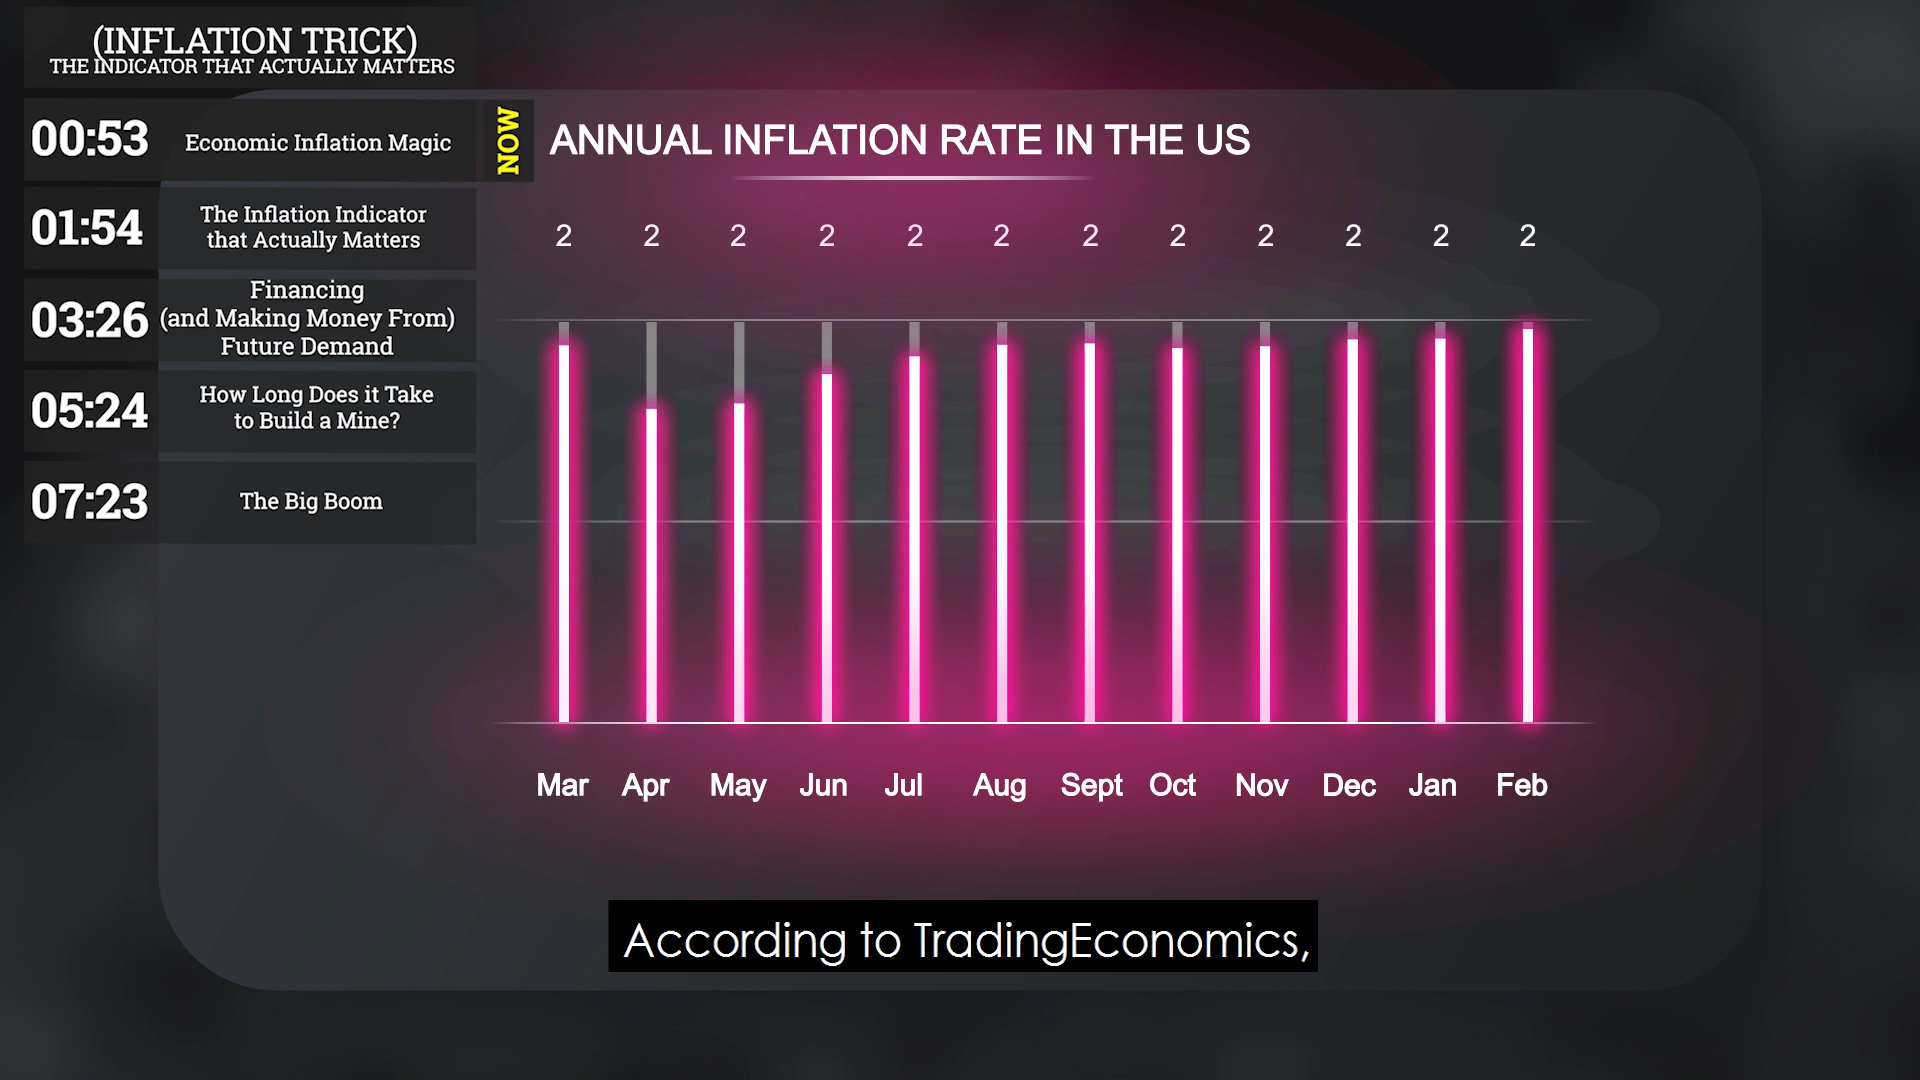 (INFLATION TRICK)
THE INDICATOR THAT ACTUALLY MATTERS
00:53
Economic Inflation Magic
NOW
01:54
The Inflation Indicator
that Actually Matters
03:26
Financing
(and Making Money From)
Future Demand
05:24
How Long Does it Take
to Build a Mine?
07:23
The Big Boom
ANNUAL INFLATION RATE IN THE US
2 2 2 2 2 2 2 2 2 2 2 2
Mar Apr May Jun Jul Aug Sept Oct Nov Dec Jan Feb
According to TradingEconomics,